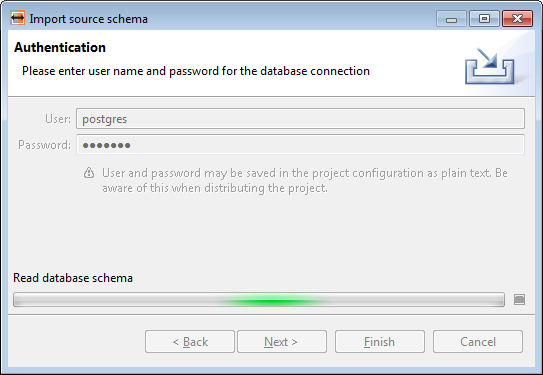 Import source schema
Authentication
Please enter user name and password for the database connection
User: postgres
Password: ●●●●●●●
User and password may be saved in the project configuration as plain text. Be
aware of this when distributing the project.
Read database schema
< Back Next > Finish Cancel